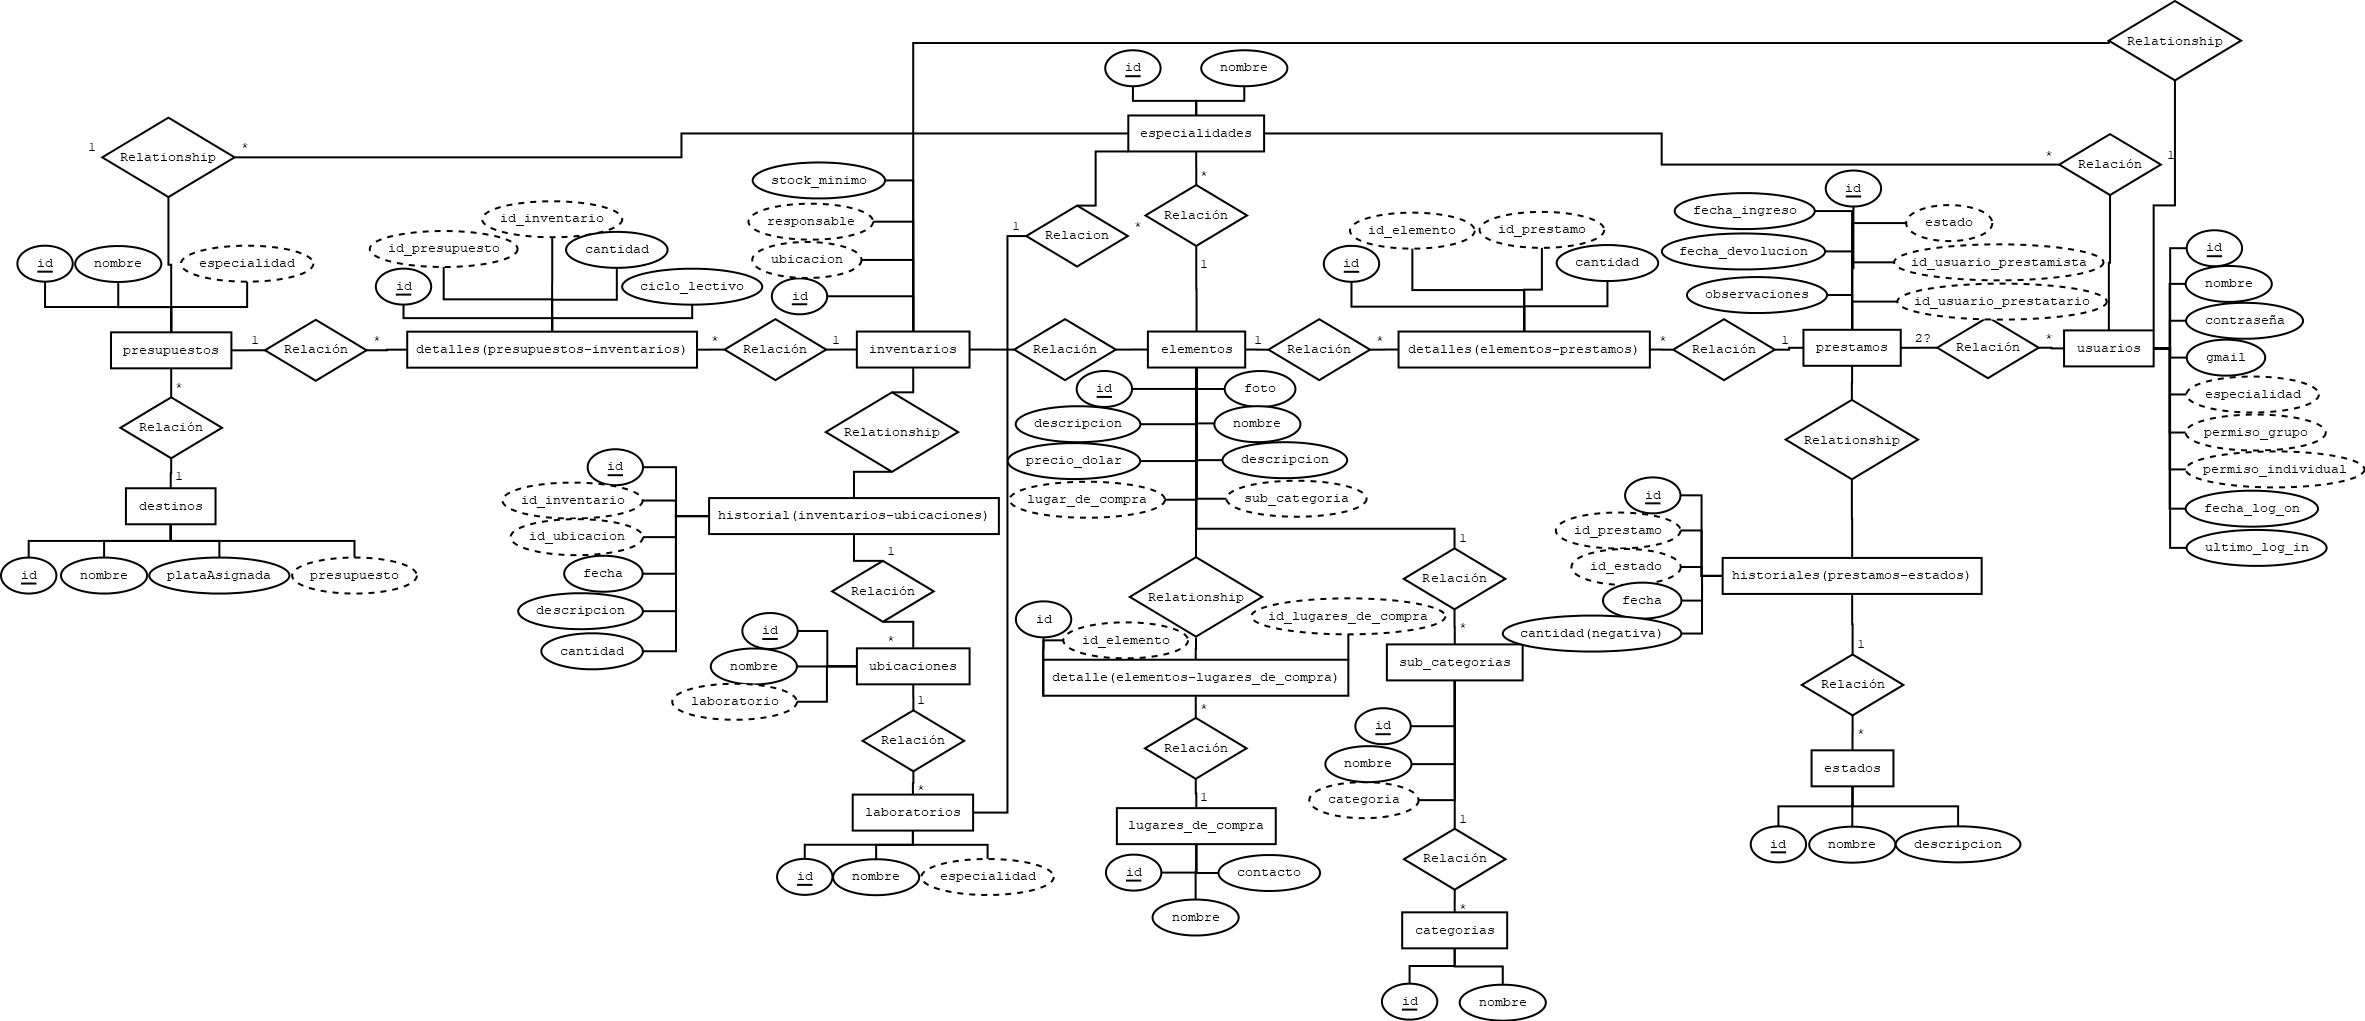 Relationship
id
nombre
especialidades
1
Relationship
*
*
Relación
1
stock_minimo
*
Relación
id
fecha_ingreso
estado
id_inventario
responsable
1
Relacion
*
id_elemento
id_prestamo
id_presupuesto
cantidad
ubicacion
1
id
cantidad
fecha_devolucion
id_usuario_prestamista
id
id
nombre
especialidad
id
ciclo_lectivo
id
observaciones
id_usuario_prestatario
nombre
contraseña
presupuestos
1
Relación
*
detalles(presupuestos-inventarios)
*
Relación
1
inventarios
Relación
elementos
1
Relación
*
detalles(elementos-prestamos)
*
Relación
1
prestamos
2?
Relación
*
usuarios
gmail
*
id
foto
especialidad
Relación
descripcion
nombre
permiso_grupo
Relationship
Relationship
precio_dolar
descripcion
permiso_individual
1
id
id_inventario
lugar_de_compra
sub_categoria
id
fecha_log_on
destinos
historial(inventarios-ubicaciones)
id_ubicacion
id_prestamo
ultimo_log_in
1
1
id
nombre
plataAsignada
presupuesto
fecha
Relación
Relationship
Relación
id_estado
historiales(prestamos-estados)
descripcion
id
id_elemento
id_lugares_de_compra
fecha
cantidad
id
*
*
cantidad(negativa)
1
nombre
ubicaciones
detalle(elementos-lugares_de_compra)
sub_categorias
Relación
laboratorio
1
*
Relación
Relación
id
*
nombre
estados
*
1
categoria
laboratorios
lugares_de_compra
1
id
nombre
descripcion
Relación
id
nombre
especialidad
id
contacto
nombre
*
categorias
id
nombre